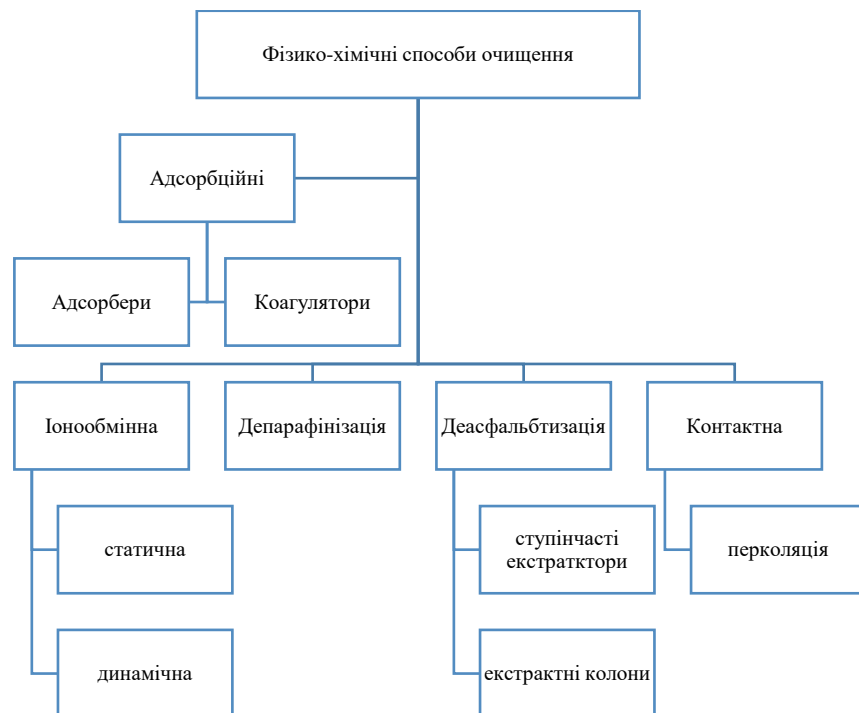 Фізико-хімічні способи очищення
Адсорбційні
Адсорбери
Коагулятори
Іонообмінна
Депарафінізація
Деасфальбтизація
Контактна
статична
ступінчасті
екстратктори
перколяція
динамічна
екстрактні колони